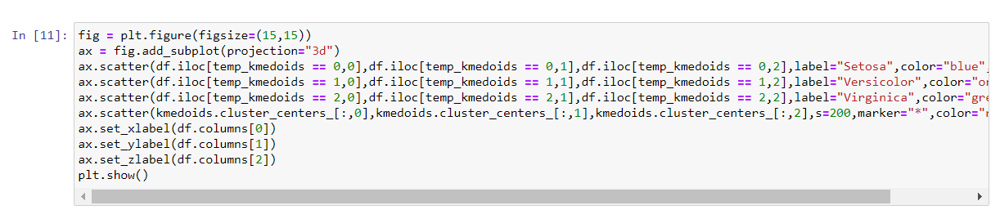 In [11]: fig = plt.figure(figsize=(15,15))
ax = fig.add_subplot(projection="3d")
ax.scatter(df.iloc[temp_kmedoids == 0,0],df.iloc[temp_kmedoids == 0,1],df.iloc[temp_kmedoids == 0,2],label="Setosa",color="blue",
ax.scatter(df.iloc[temp_kmedoids == 1,0],df.iloc[temp_kmedoids == 1,1],df.iloc[temp_kmedoids == 1,2],label="Versicolor",color="or
ax.scatter(df.iloc[temp_kmedoids == 2,0],df.iloc[temp_kmedoids == 2,1],df.iloc[temp_kmedoids == 2,2],label="Virginica",color="gre
ax.scatter(kmedoids.cluster_centers_[:,0],kmedoids.cluster_centers_[:,1],kmedoids.cluster_centers_[:,2],s=200,marker="*",color="r
ax.set_xlabel(df.columns[0])
ax.set_ylabel(df.columns[1])
ax.set_zlabel(df.columns[2])
plt.show()